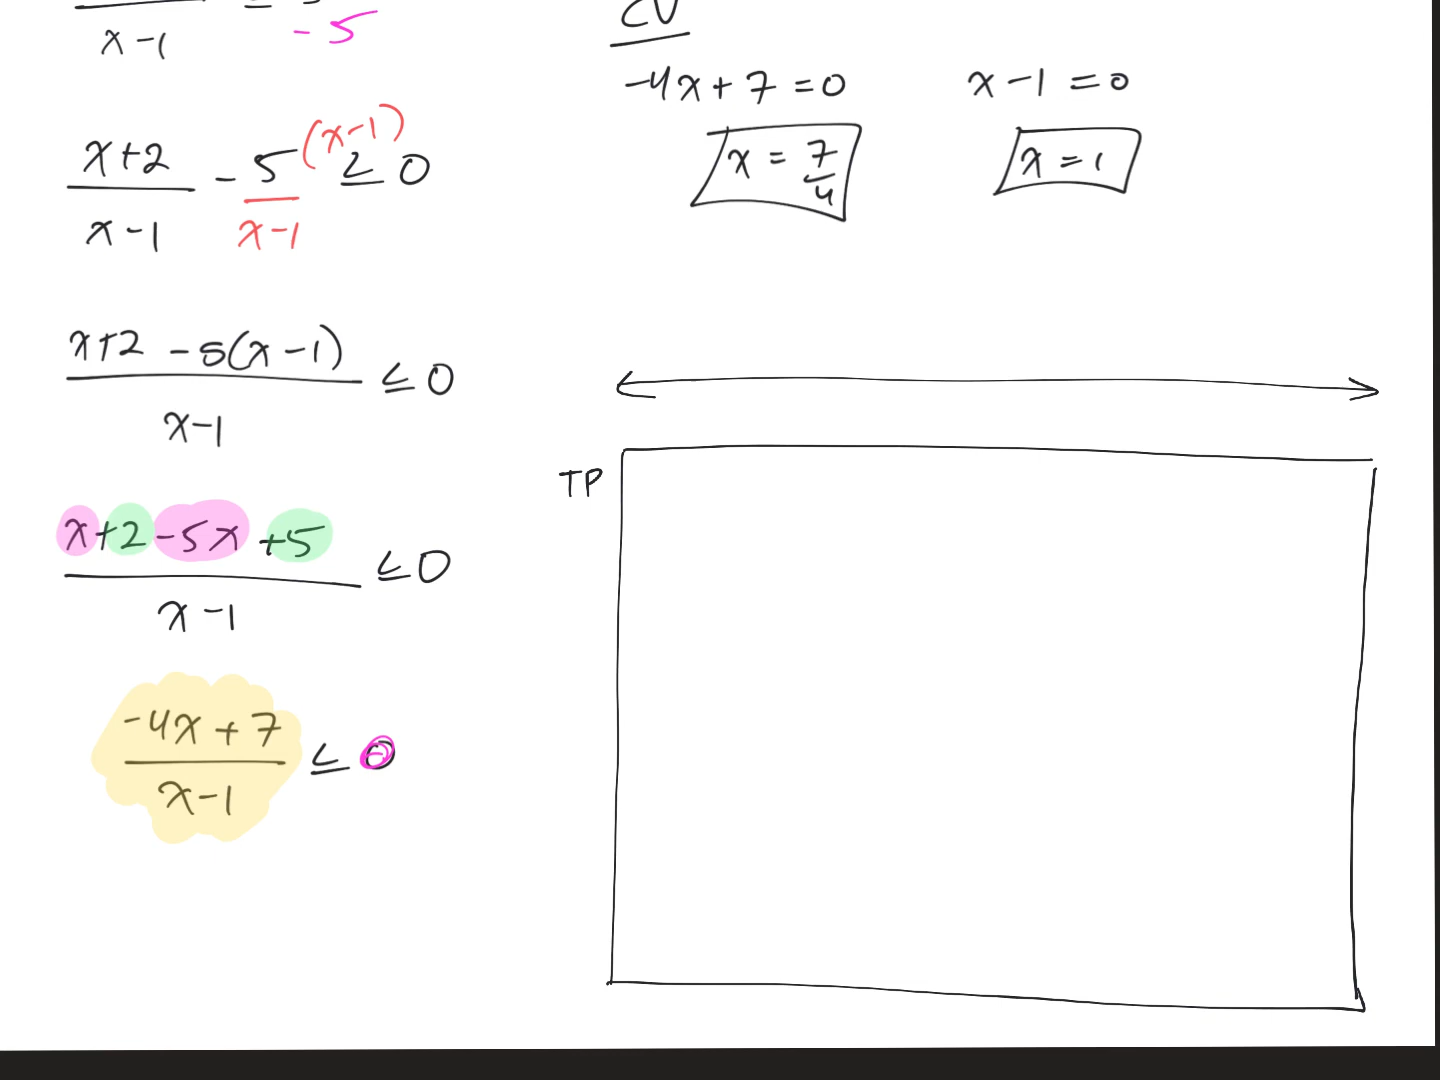 x-1
-5
x+2/x-1 - 5(x-1)/x-1 ≤ 0
x+2 -5(x-1)/x-1 ≤ 0
x+2-5x+5/x-1 ≤ 0
-4x+7/x-1 ≤ 0
CV
-4x+7=0
x-1=0
x=7/4
x=1
TP